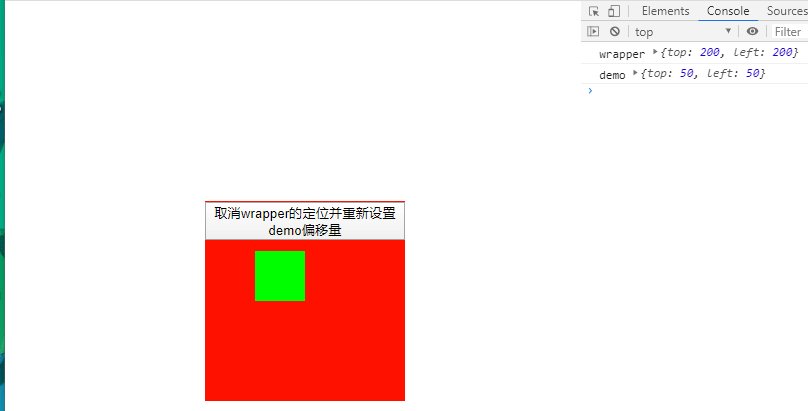 Elements Console Sources
top Filter
wrapper {top: 200, left: 200}
demo {top: 50, left: 50}
取消wrapper的定位并重新设置
demo偏移量